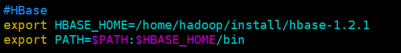 #HBase
export HBASE_HOME=/home/hadoop/install/hbase-1.2.1
export PATH=$PATH:$HBASE_HOME/bin